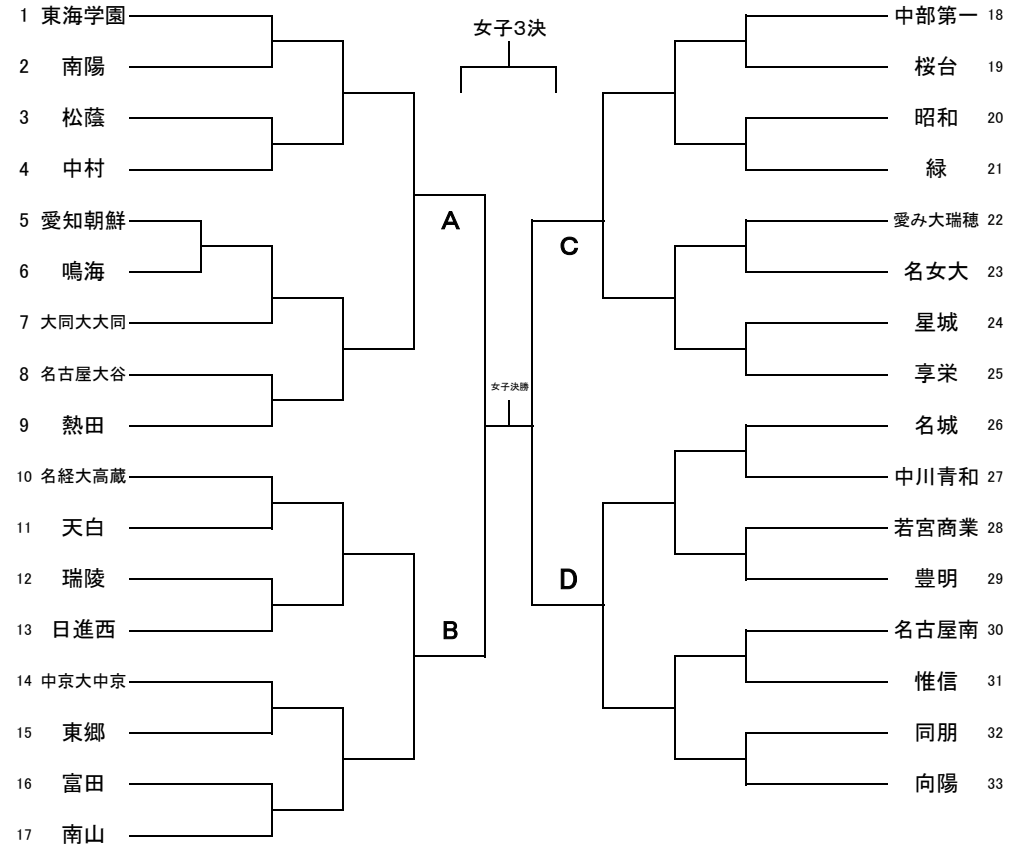 女子3決
1 東海学園
2 南陽
3 松蔭
4 中村
5 愛知朝鮮
6 鳴海
7 大同大大同
8 名古屋大谷
9 熱田
10 名経大高蔵
11 天白
12 瑞陵
13 日進西
14 中京大中京
15 東郷
16 富田
17 南山
A
B
女子決勝
C
D
中部第一 18
桜台 19
昭和 20
緑 21
愛み大瑞穂 22
名女大 23
星城 24
享栄 25
名城 26
中川青和 27
若宮商業 28
豊明 29
名古屋南 30
惟信 31
同朋 32
向陽 33